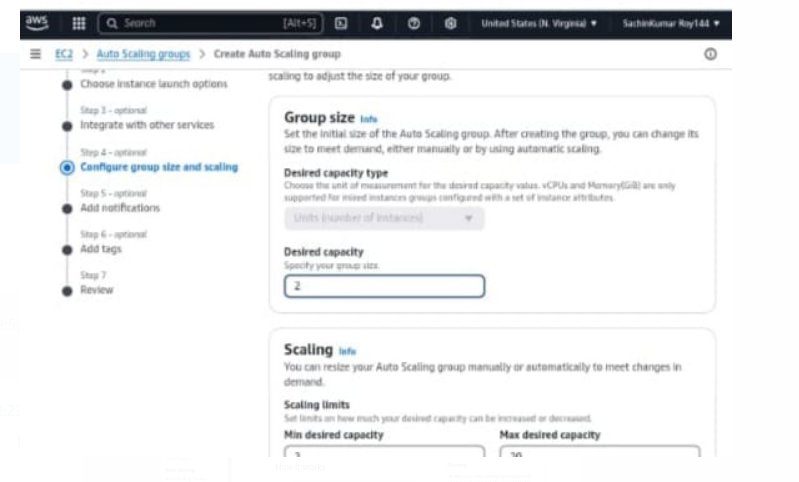 aws
Search
[Alt+S]
United States (N. Virginia)
SachinKumar Roy144
EC2 > Auto Scaling groups > Create Auto Scaling group
Choose instance launch options
Step 3 - optional
Integrate with other services
Step 4 - optional
Configure group size and scaling
Step 5 - optional
Add notifications
Step 6 - optional
Add tags
Step 7
Review
scaling to adjust the size of your group.
Group size Info
Set the initial size of the Auto Scaling group. After creating the group, you can change its
size to meet demand, either manually or by using automatic scaling.
Desired capacity type
Choose the unit of measurement for the desired capacity value. vCPUs and Memory(GiB) are only
supported for mixed instances groups configured with a set of instance attributes.
Units (number of instances)
Desired capacity
Specify your group size.
2
Scaling Info
You can resize your Auto Scaling group manually or automatically to meet changes in
demand.
Scaling limits
Set limits on how much your desired capacity can be increased or decreased.
Min desired capacity
Max desired capacity